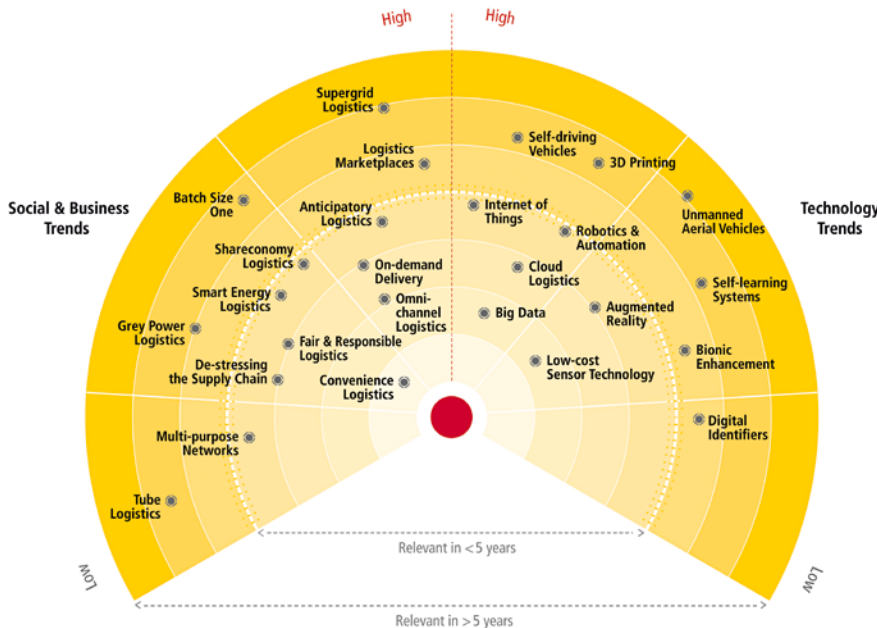 High
High
Supergrid
Logistics
Self-driving
Vehicles
Logistics
Marketplaces
3D Printing
Batch Size
One
Social & Business
Trends
Anticipatory
Logistics
Internet of
Things
Robotics &
Automation
Unmanned
Aerial Vehicles
Technology
Trends
Shareconomy
Logistics
On-demand
Delivery
Cloud
Logistics
Self-learning
Systems
Smart Energy
Logistics
Omni-
channel
Logistics
Big Data
Augmented
Reality
Grey Power
Logistics
Fair & Responsible
Logistics
Bionic
Enhancement
De-stressing
the Supply Chain
Convenience
Logistics
Low-cost
Sensor Technology
Multi-purpose
Networks
Digital
Identifiers
Tube
Logistics
Low
Relevant in <5 years
Low
Relevant in >5 years